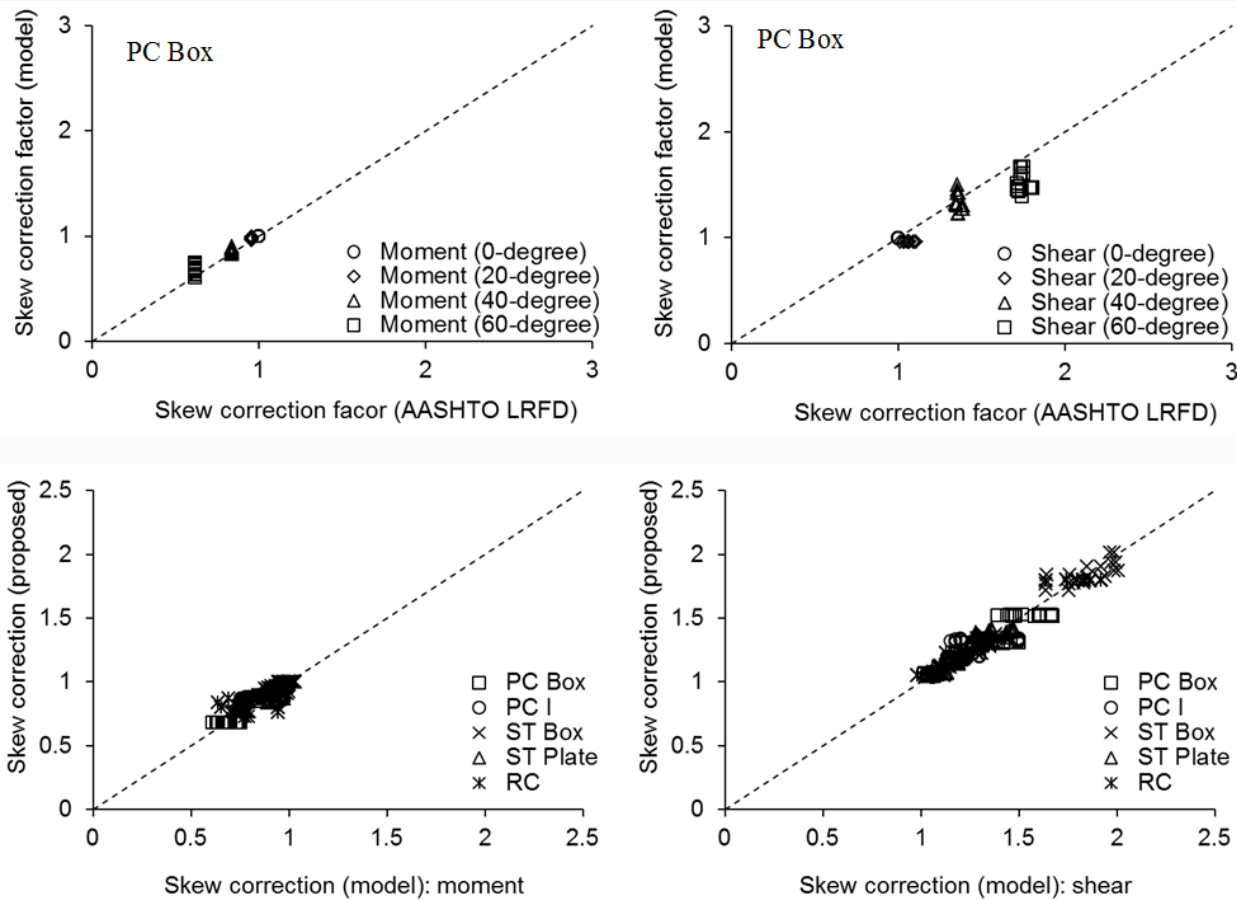 PC Box
Skew correction factor (model)
3
2
1
0
0
1
2
3
Moment (0-degree)
Moment (20-degree)
Moment (40-degree)
Moment (60-degree)
Skew correction facor (AASHTO LRFD)
PC Box
Skew correction factor (model)
3
2
1
0
0
1
2
3
Shear (0-degree)
Shear (20-degree)
Shear (40-degree)
Shear (60-degree)
Skew correction facor (AASHTO LRFD)
Skew correction (proposed)
2.5
2
1.5
1
0.5
0
0
0.5
1
1.5
2
2.5
PC Box
PC I
ST Box
ST Plate
RC
Skew correction (model): moment
Skew correction (proposed)
2.5
2
1.5
1
0.5
0
0
0.5
1
1.5
2
2.5
PC Box
PC I
ST Box
ST Plate
RC
Skew correction (model): shear